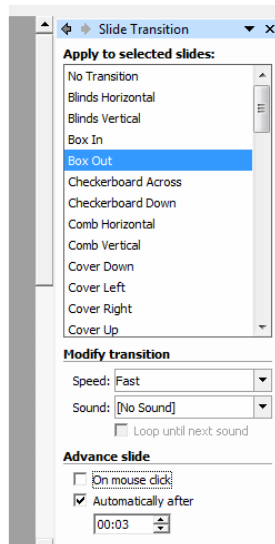 Slide Transition
Apply to selected slides:
No Transition
Blinds Horizontal
Blinds Vertical
Box In
Box Out
Checkerboard Across
Checkerboard Down
Comb Horizontal
Comb Vertical
Cover Down
Cover Left
Cover Right
Cover Up
Modify transition
Speed: Fast
Sound: [No Sound]
Loop until next sound
Advance slide
On mouse click
Automatically after
00:03